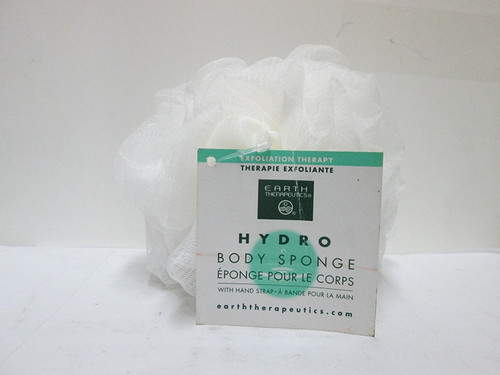 EXFOLIATION THERAPY
THERAPIE EXFOLIANTE
EARTH
THERAPEUTICS®
HYDRO
BODY SPONGE
ÉPONGE POUR LE CORPS
WITH HAND STRAP • À BANDE POUR LA MAIN
earththerapeutics.com